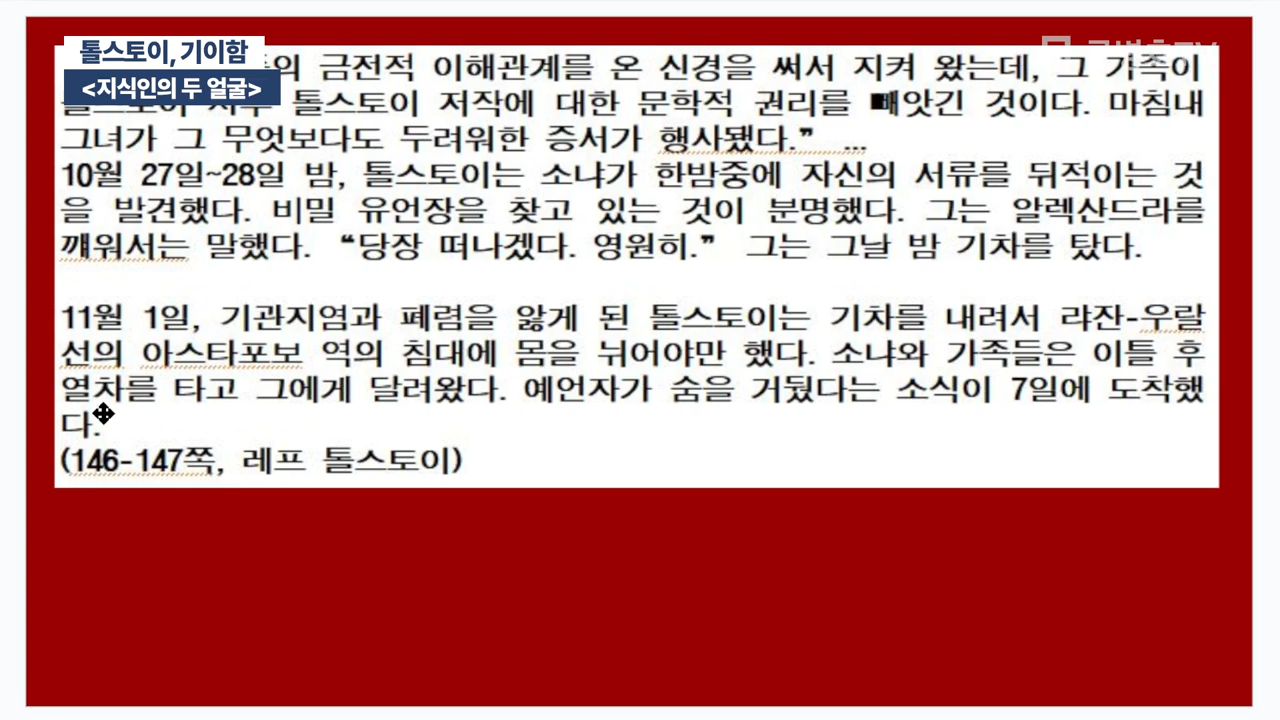 톨스토이, 기이함
<지식인의 두 얼굴>
금전적 이해관계를 온 신경을 써서 지켜 왔는데, 그 가족이
톨스토이 저작에 대한 문학적 권리를 빼앗긴 것이다. 마침내
그녀가 그 무엇보다도 두려워한 증서가 행사됐다.” ...
10월 27일~28일 밤, 톨스토이는 소냐가 한밤중에 자신의 서류를 뒤적이는 것
을 발견했다. 비밀 유언장을 찾고 있는 것이 분명했다. 그는 알렉산드라를
깨워서는 말했다. “당장 떠나겠다. 영원히.” 그는 그날 밤 기차를 탔다.
11월 1일, 기관지염과 폐렴을 앓게 된 톨스토이는 기차를 내려서 랴잔-우랄
선의 아스타포보 역의 침대에 몸을 뉘어야만 했다. 소냐와 가족들은 이틀 후
열차를 타고 그에게 달려왔다. 예언자가 숨을 거뒀다는 소식이 7일에 도착했
다.
(146-147쪽, 레프 톨스토이)